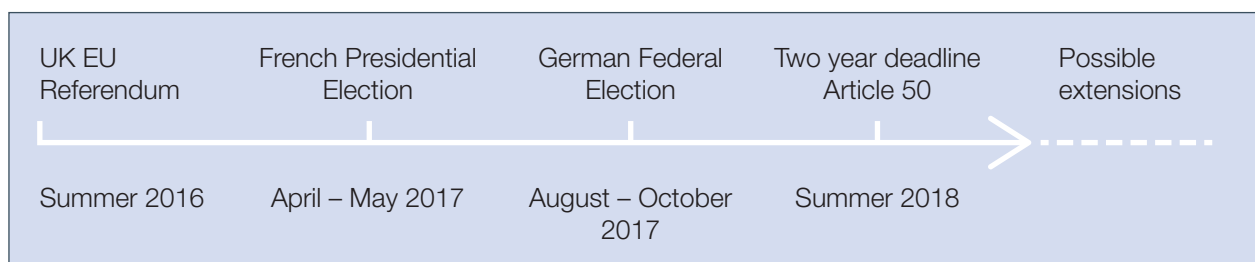 UK EU
Referendum
French Presidential
Election
German Federal
Election
Two year deadline
Article 50
Possible
extensions
Summer 2016
April – May 2017
August – October
2017
Summer 2018